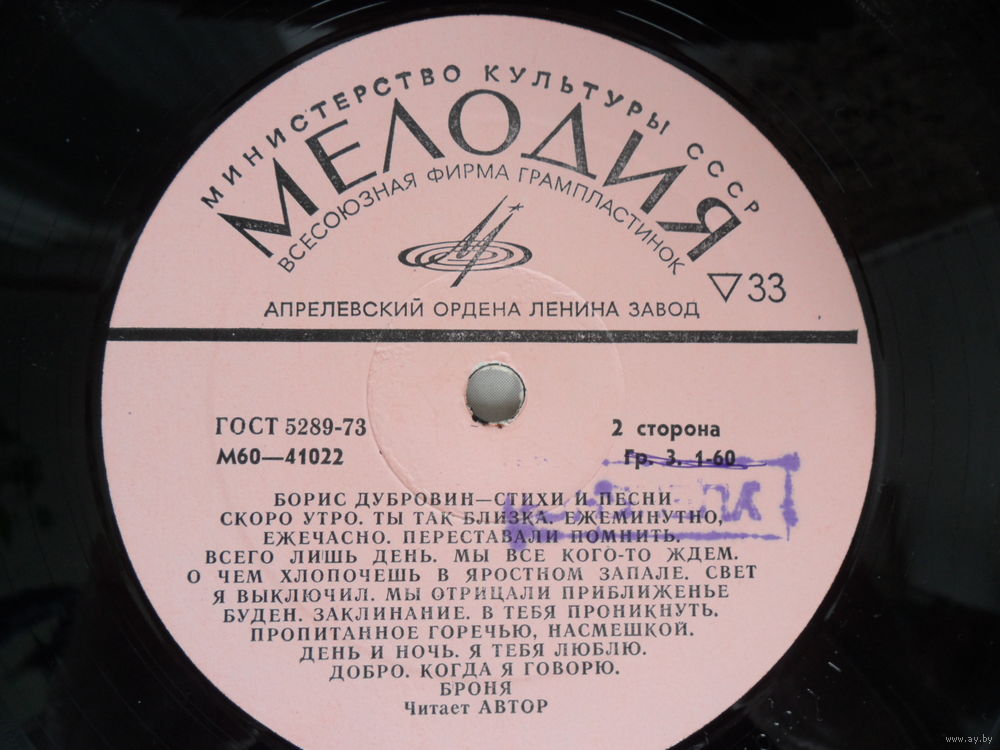 МИНИСТЕРСТВО КУЛЬТУРЫ СССР
МЕЛОДИЯ
ВСЕСОЮЗНАЯ ФИРМА ГРАМПЛАСТИНОК
▽33
АПРЕЛЕВСКИЙ ОРДЕНА ЛЕНИНА ЗАВОД
ГОСТ 5289-73
2 сторона
М60—41022
Гр. 3. 1-60
БОРИС ДУБРОВИН—СТИХИ И ПЕСНИ
СКОРО УТРО. ТЫ ТАК БЛИЗКА. ЕЖЕМИНУТНО,
ЕЖЕЧАСНО. ПЕРЕСТАВАЛИ ПОМНИТЬ.
ВСЕГО ЛИШЬ ДЕНЬ. МЫ ВСЕ КОГО-ТО ЖДЕМ.
О ЧЕМ ХЛОПОЧЕШЬ В ЯРОСТНОМ ЗАПАЛЕ. СВЕТ
Я ВЫКЛЮЧИЛ. МЫ ОТРИЦАЛИ ПРИБЛИЖЕНЬЕ
БУДЕН. ЗАКЛИНАНИЕ. В ТЕБЯ ПРОНИКНУТЬ.
ПРОПИТАННОЕ ГОРЕЧЬЮ, НАСМЕШКОЙ.
ДЕНЬ И НОЧЬ. Я ТЕБЯ ЛЮБЛЮ.
ДОБРО. КОГДА Я ГОВОРЮ.
БРОНЯ
Читает АВТОР
www.ay.by